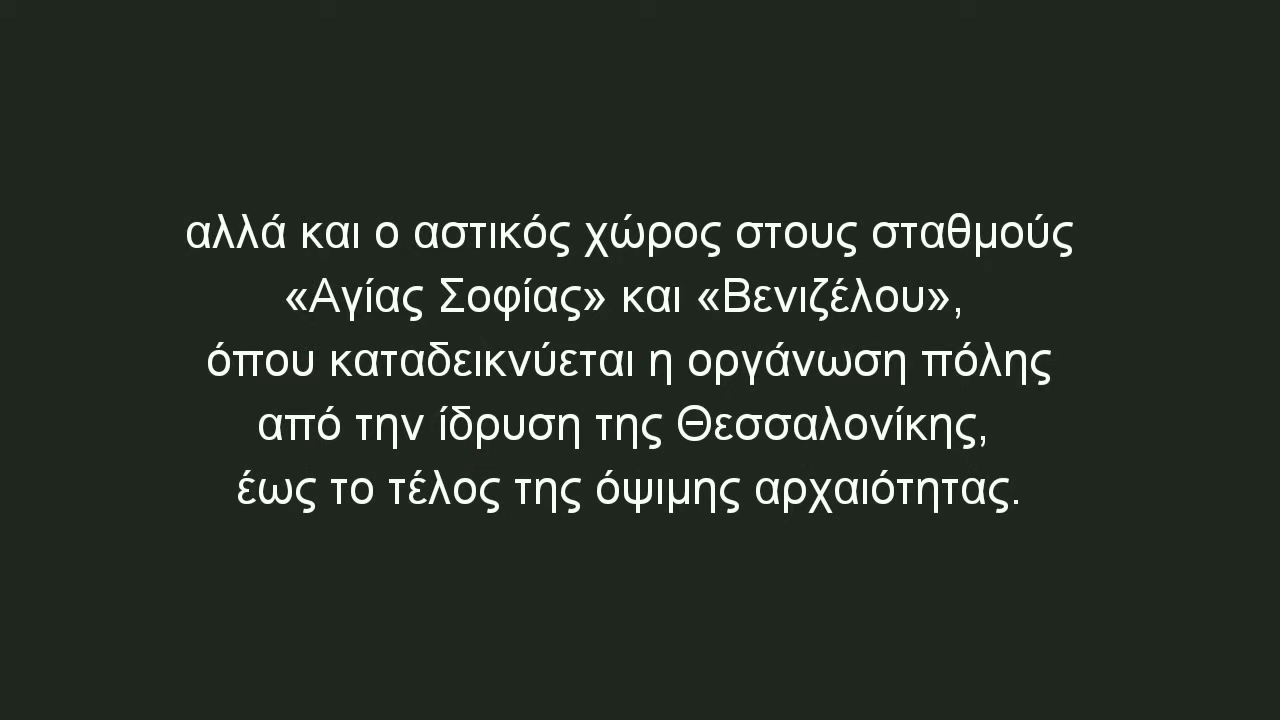 αλλά και ο αστικός χώρος στους σταθμούς
«Αγίας Σοφίας» και «Βενιζέλου»,
όπου καταδεικνύεται η οργάνωση πόλης
από την ίδρυση της Θεσσαλονίκης,
έως το τέλος της όψιμης αρχαιότητας.